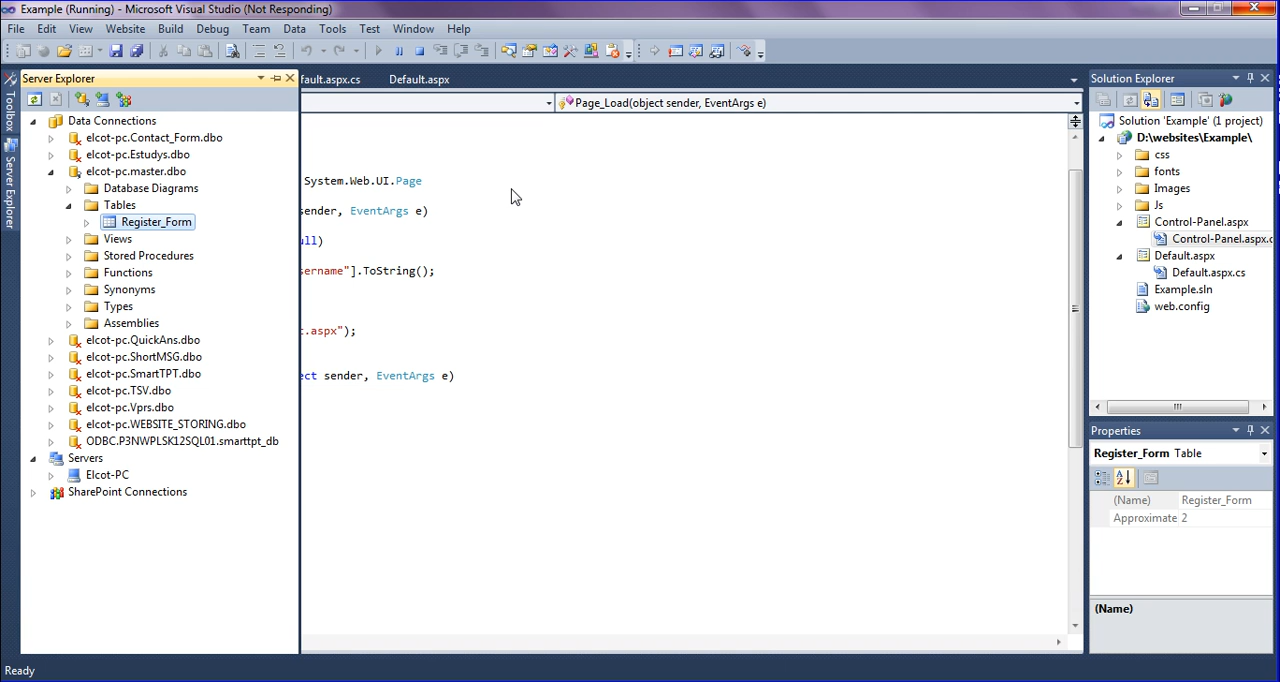 Example (Running) - Microsoft Visual Studio (Not Responding)
File Edit View Website Build Debug Team Data Tools Test Window Help
Server Explorer
Data Connections
elcot-pc.Contact_Form.dbo
elcot-pc.Estudys.dbo
elcot-pc.master.dbo
Database Diagrams
Tables
Register_Form
Views
Stored Procedures
Functions
Synonyms
Types
Assemblies
elcot-pc.QuickAns.dbo
elcot-pc.ShortMSG.dbo
elcot-pc.SmartTPT.dbo
elcot-pc.TSV.dbo
elcot-pc.Vprs.dbo
elcot-pc.WEBSITE_STORING.dbo
ODBC.P3NWPLSK12SQL01.smarttpt_db
Servers
Elcot-PC
SharePoint Connections
Toolbox
Server Explorer
fault.aspx.cs Default.aspx
Page_Load(object sender, EventArgs e)
System.Web.UI.Page
sender, EventArgs e)
ull)
sername"].ToString();
t.aspx");
ect sender, EventArgs e)
Solution Explorer
Solution 'Example' (1 project)
D:\websites\Example\
css
fonts
Images
Js
Control-Panel.aspx
Control-Panel.aspx.c
Default.aspx
Default.aspx.cs
Example.sln
web.config
Properties
Register_Form Table
(Name) Register_Form
Approximate 2
(Name)
Ready